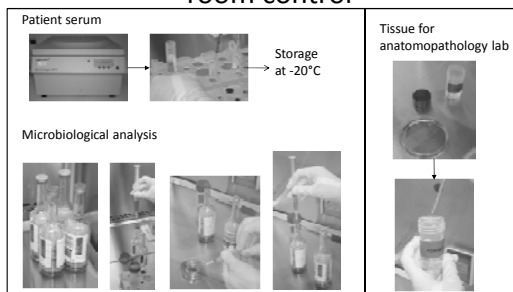 room control
Patient serum
Storage
at -20°C
Microbiological analysis
Tissue for
anatomopathology lab